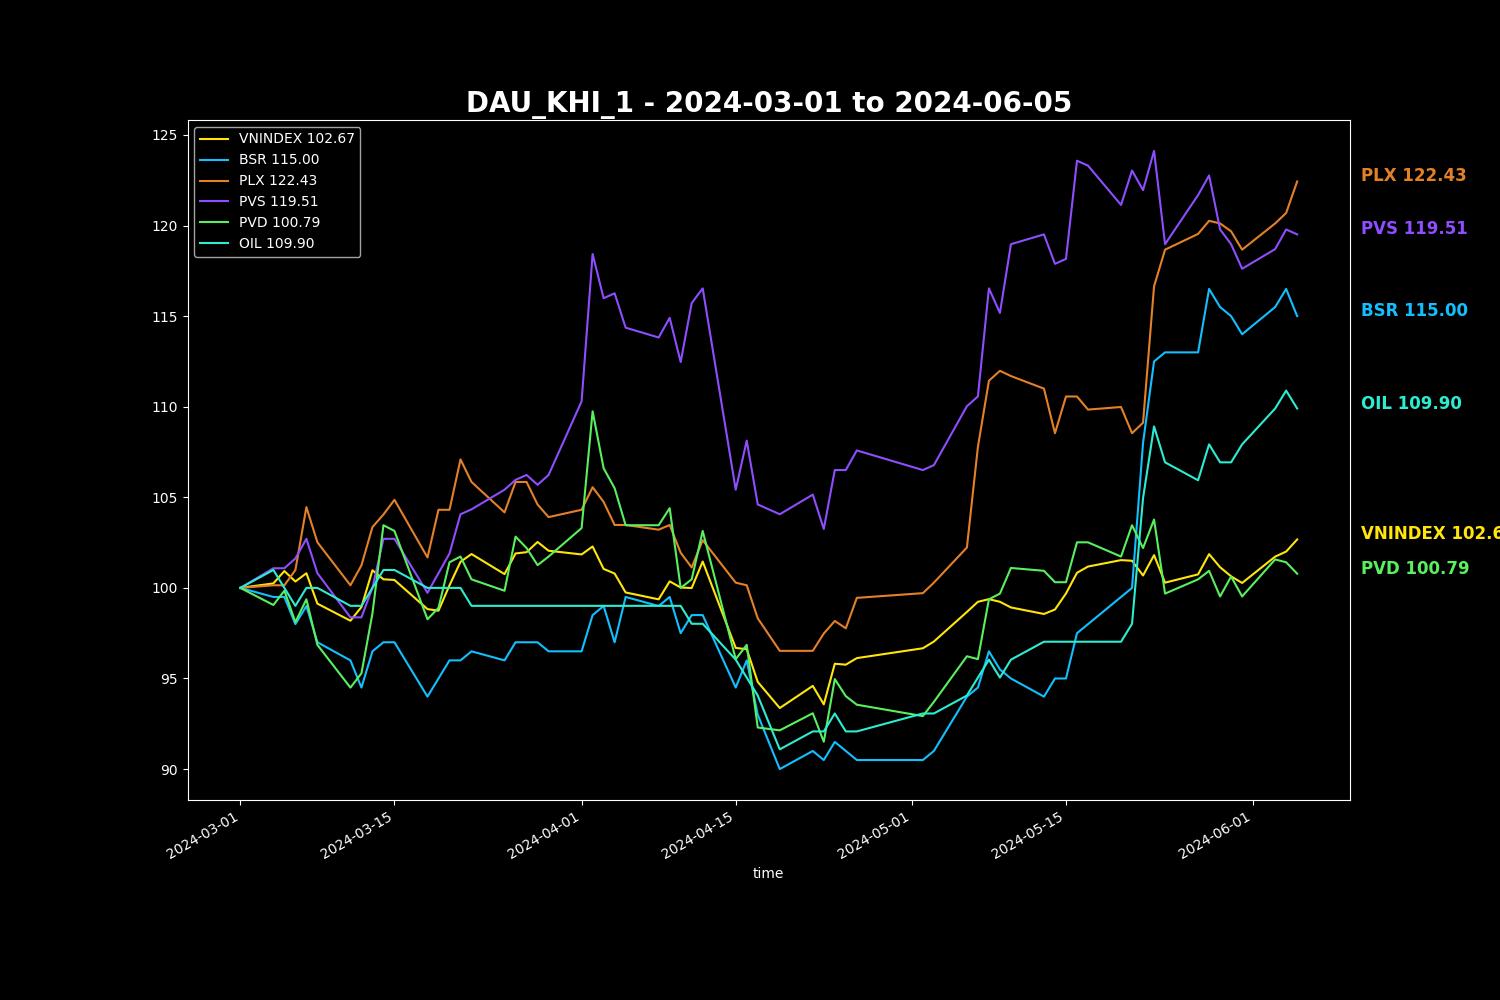 DAU_KHI_1 - 2024-03-01 to 2024-06-05
125
120
115
110
105
100
95
90
VNINDEX 102.67
BSR 115.00
PLX 122.43
PVS 119.51
PVD 100.79
OIL 109.90
PLX 122.43
PVS 119.51
BSR 115.00
OIL 109.90
VNINDEX 102.6
PVD 100.79
2024-03-01
2024-03-15
2024-04-01
2024-04-15
2024-05-01
2024-05-15
2024-06-01
time